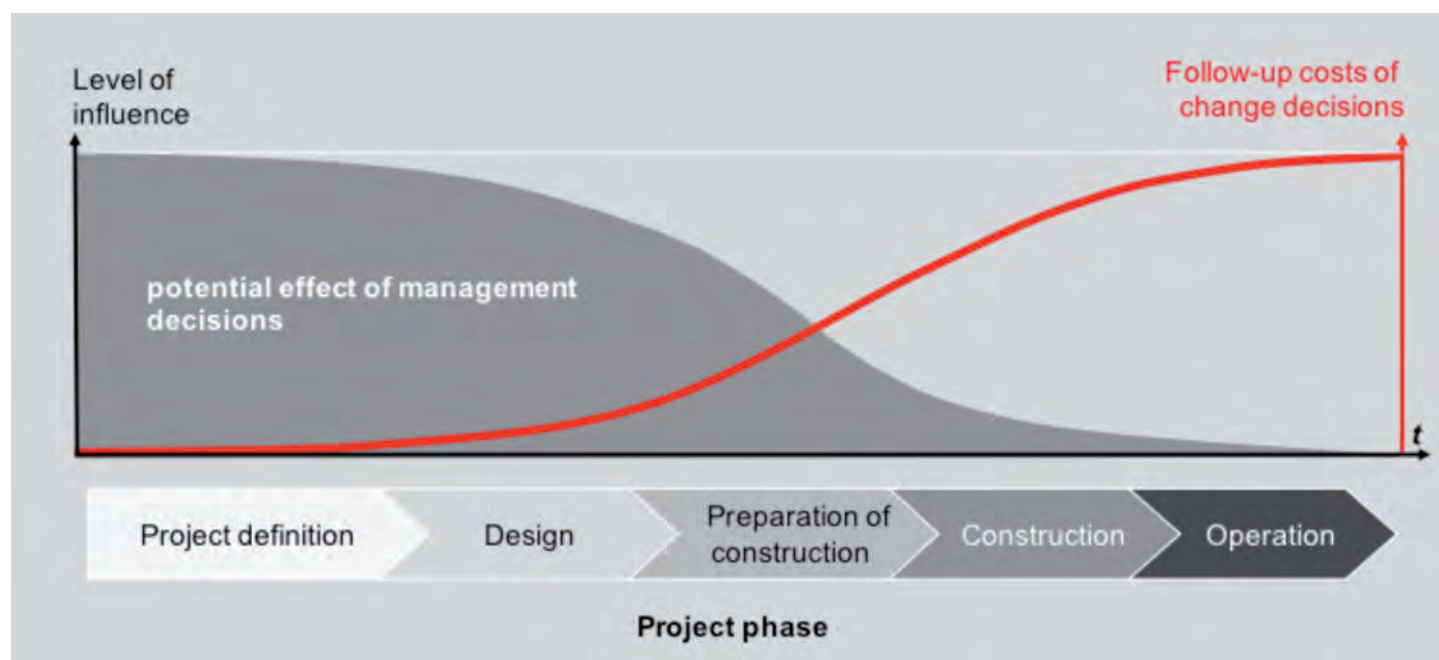 Level of
influence
Follow-up costs of
change decisions
potential effect of management
decisions
t
Project definition
Design
Preparation of
construction
Construction
Operation
Project phase